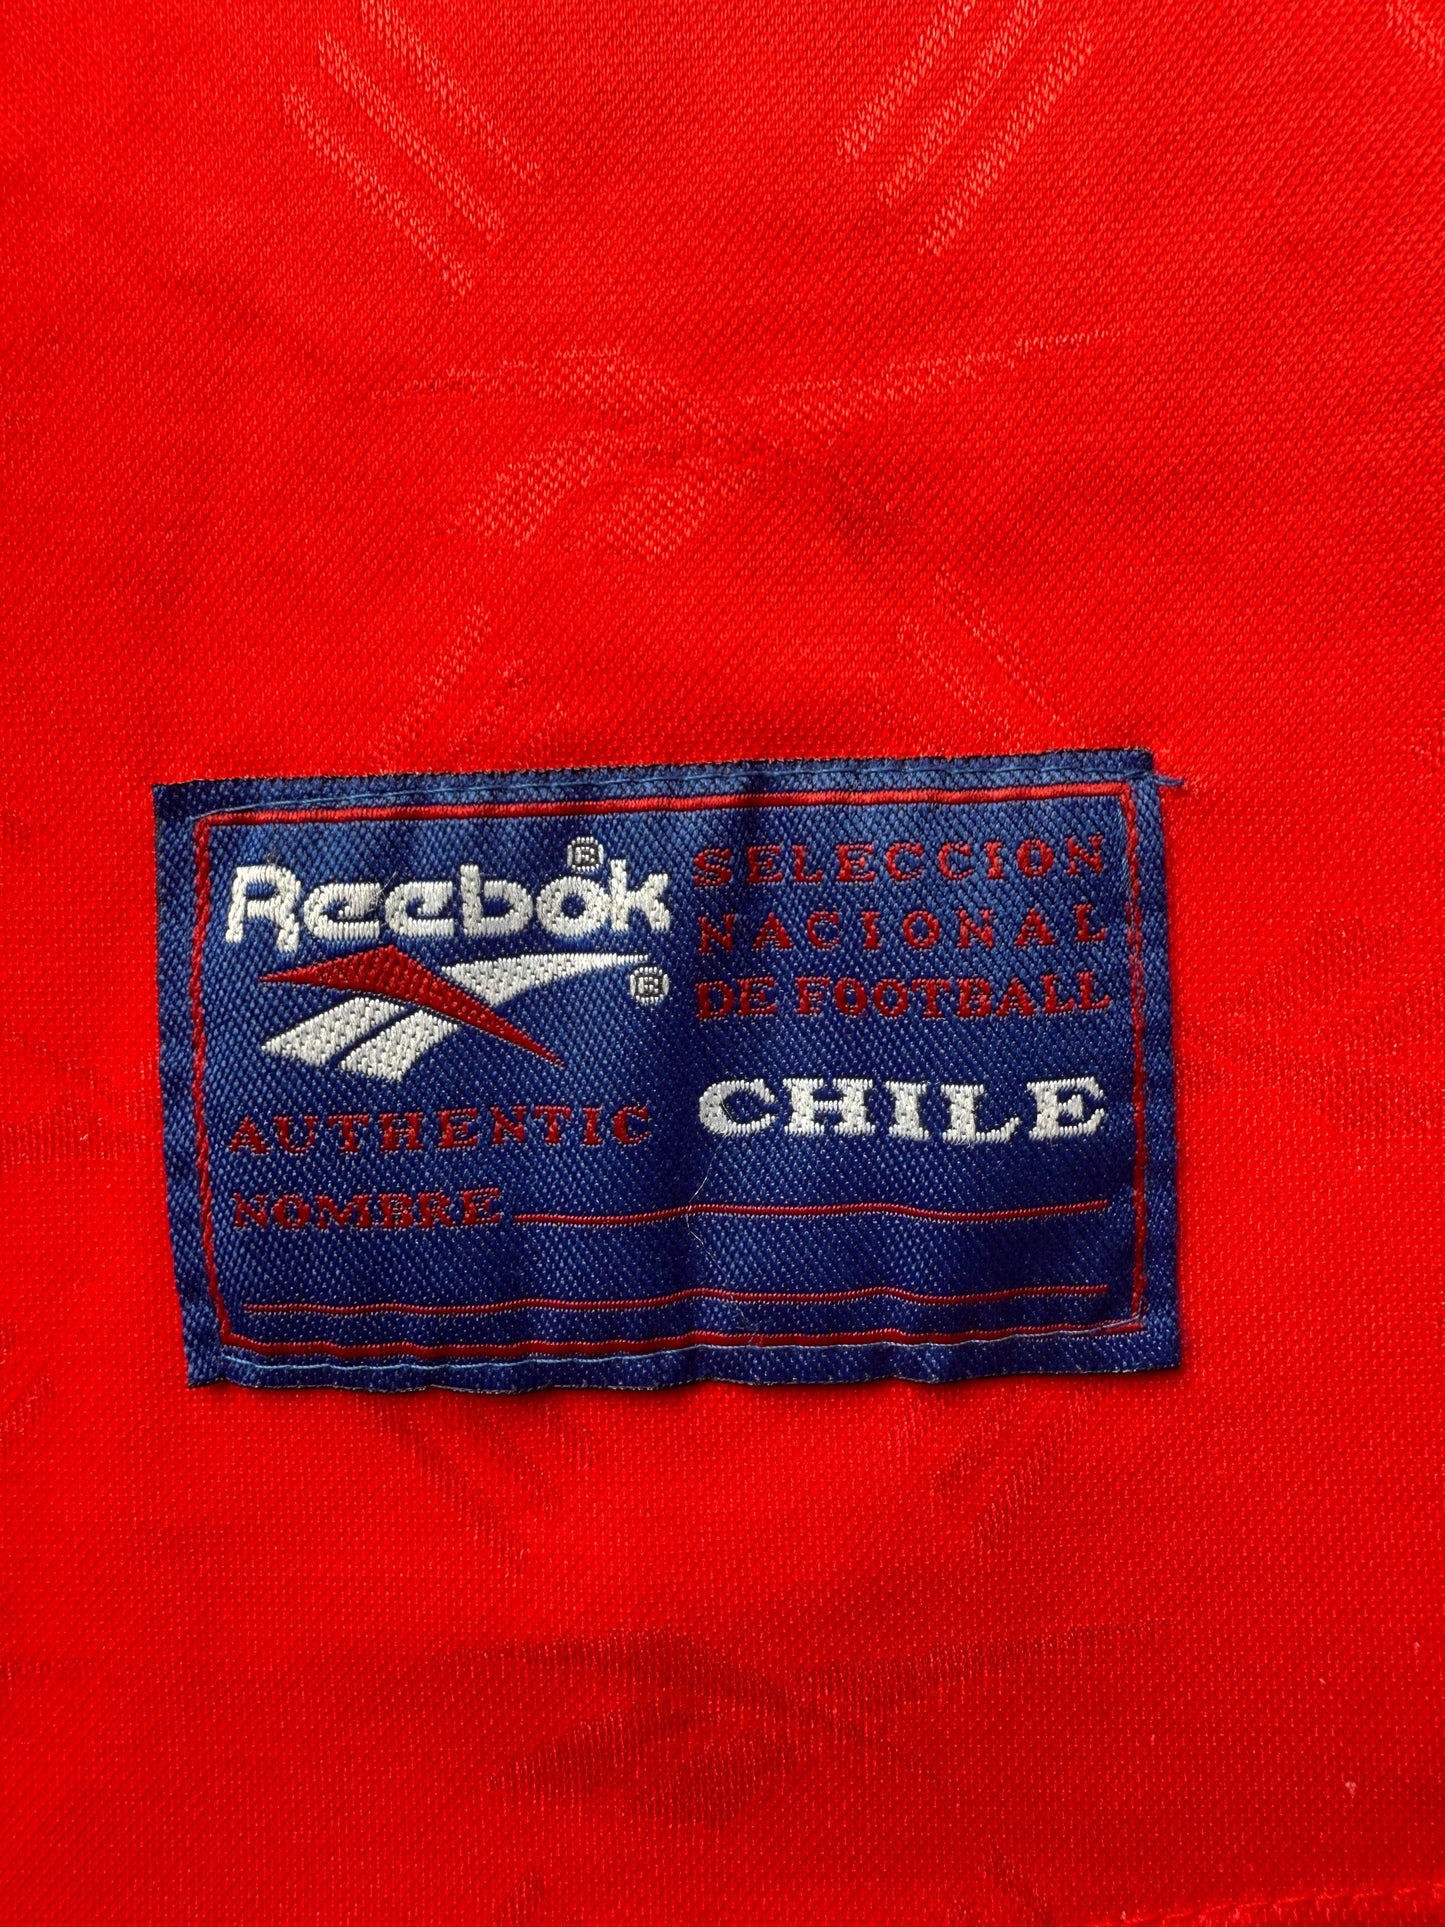 Reebok®
®
AUTHENTIC
SELECCION
NACIONAL
DE FOOTBALL
CHILE
NOMBRE